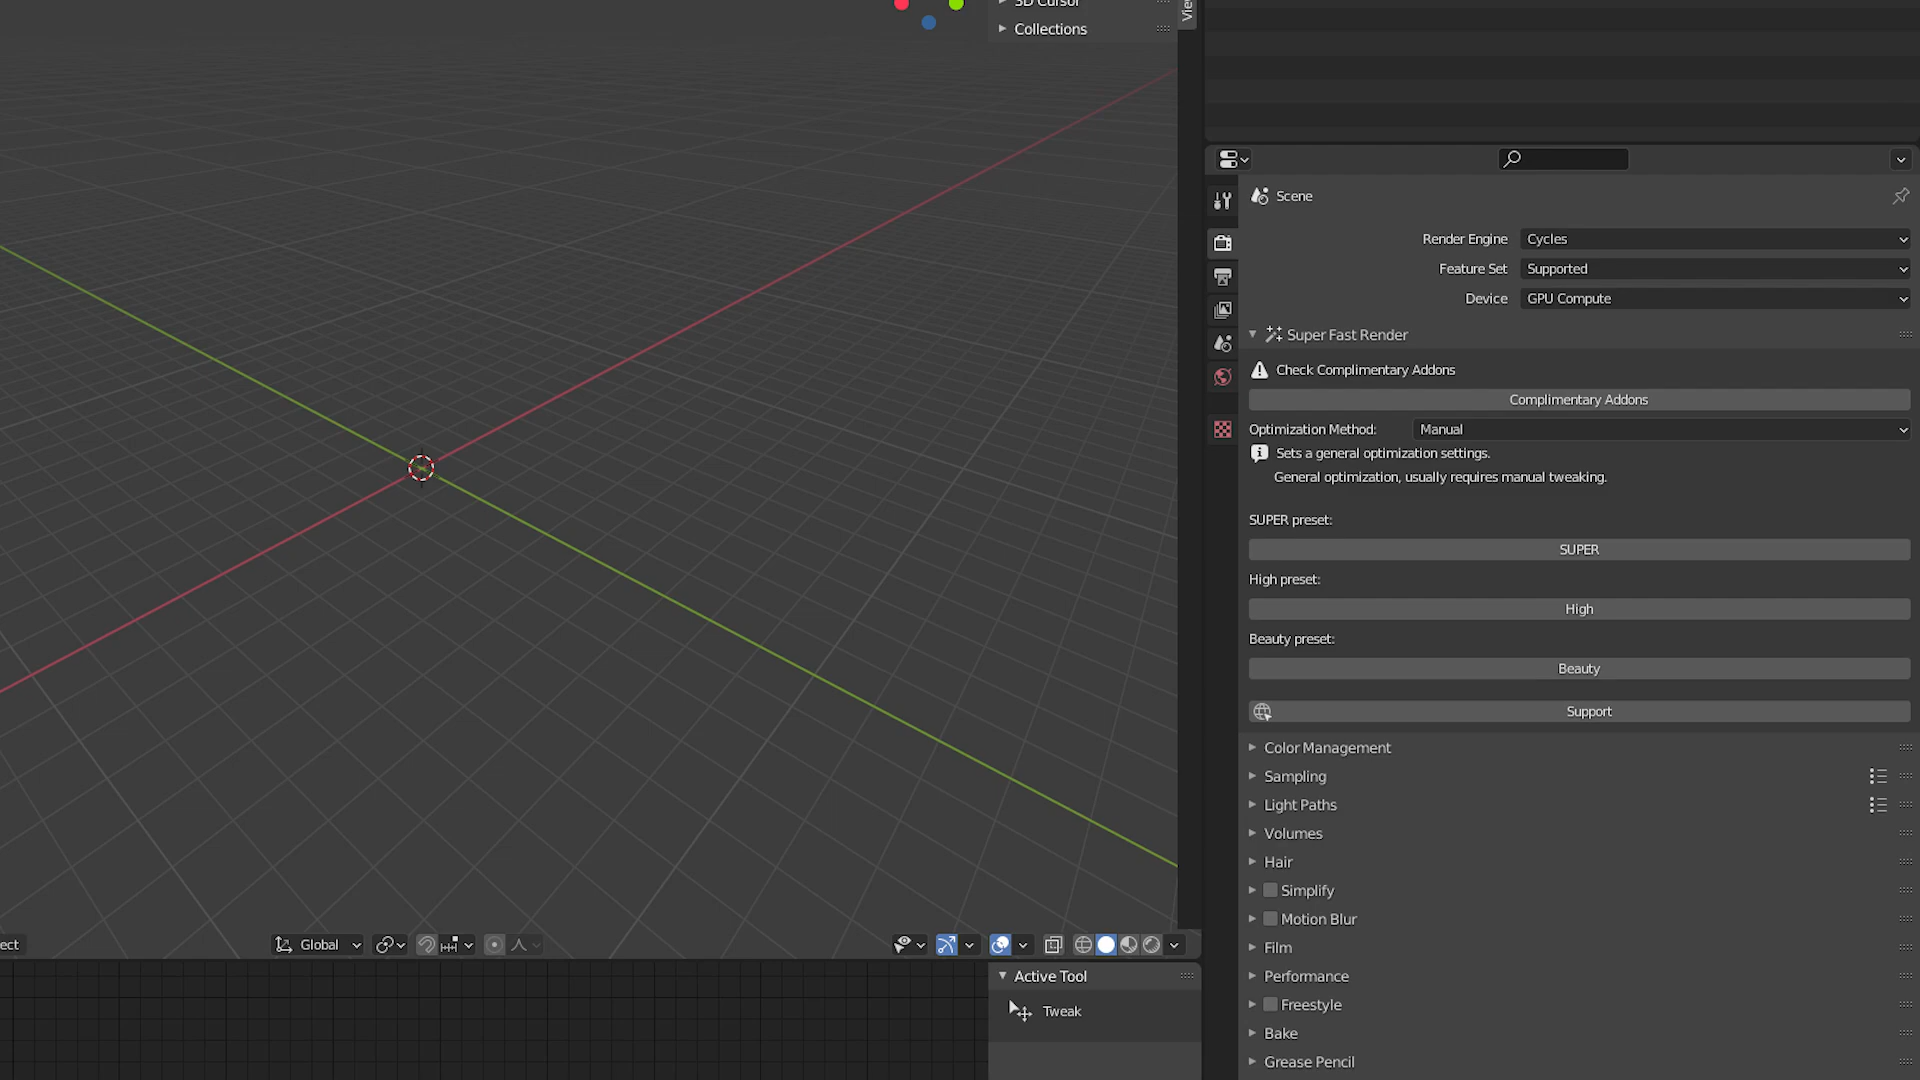 3D Cursor
Collections
Scene
Render Engine Cycles
Feature Set Supported
Device GPU Compute
Super Fast Render
Check Complimentary Addons
Complimentary Addons
Optimization Method: Manual
Sets a general optimization settings.
General optimization, usually requires manual tweaking.
SUPER preset:
SUPER
High preset:
High
Beauty preset:
Beauty
Support
Color Management
Sampling
Light Paths
Volumes
Hair
Simplify
Motion Blur
Film
Performance
Freestyle
Bake
Grease Pencil
ect
Global
Active Tool
Tweak